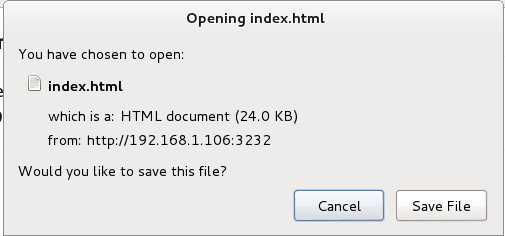 Opening index.html
You have chosen to open:
index.html
which is a: HTML document (24.0 KB)
from: http://192.168.1.106:3232
Would you like to save this file?
Cancel
Save File